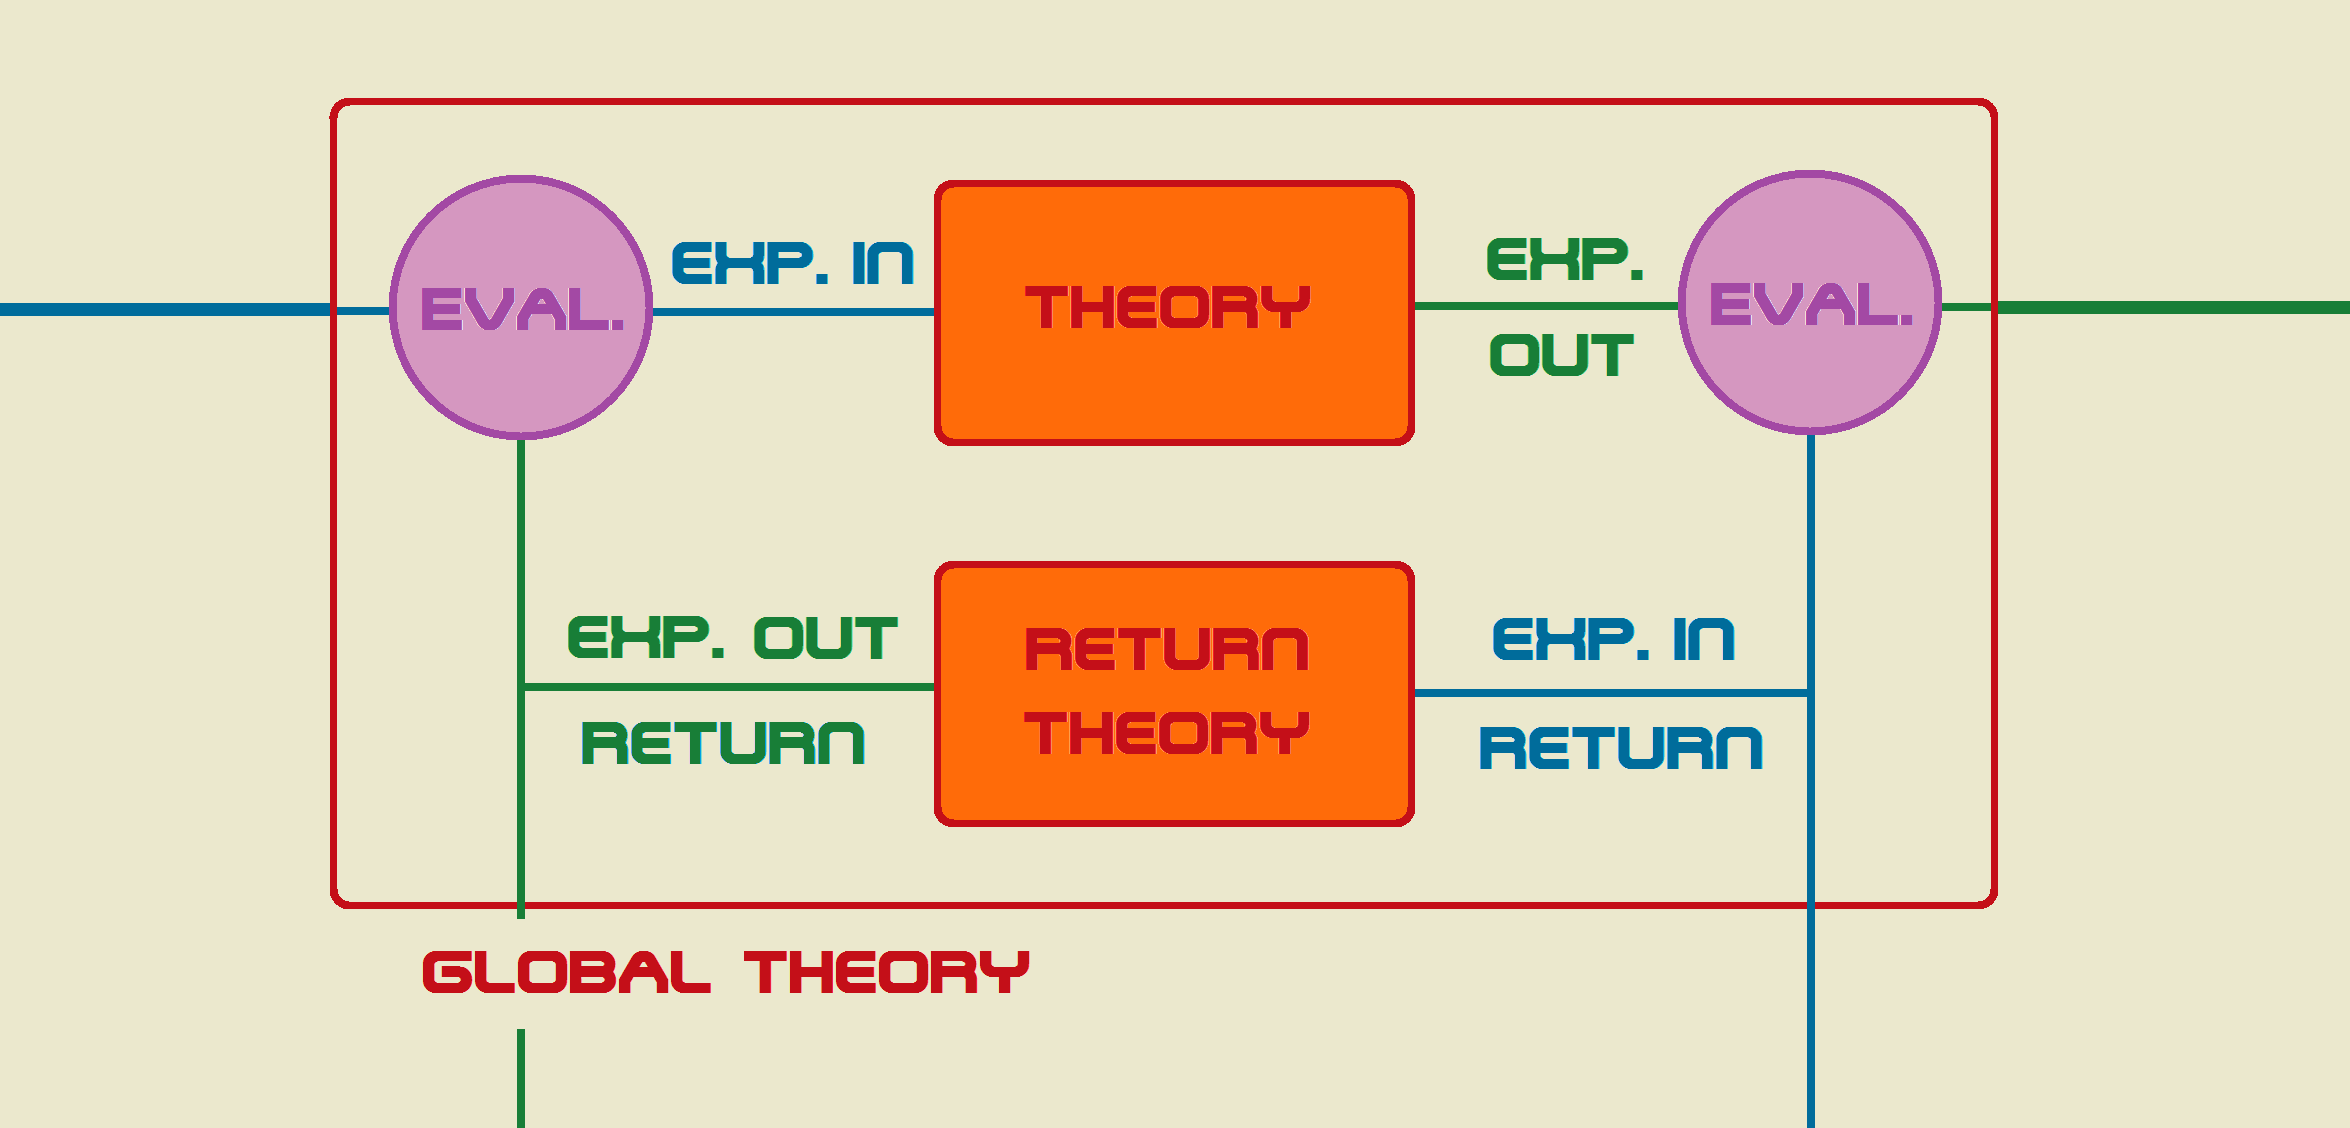 EVAL.
EXP. IN
THEORY
EXP.
OUT
EVAL.
EXP. OUT
RETURN
RETURN
THEORY
EXP. IN
RETURN
GLOBAL THEORY